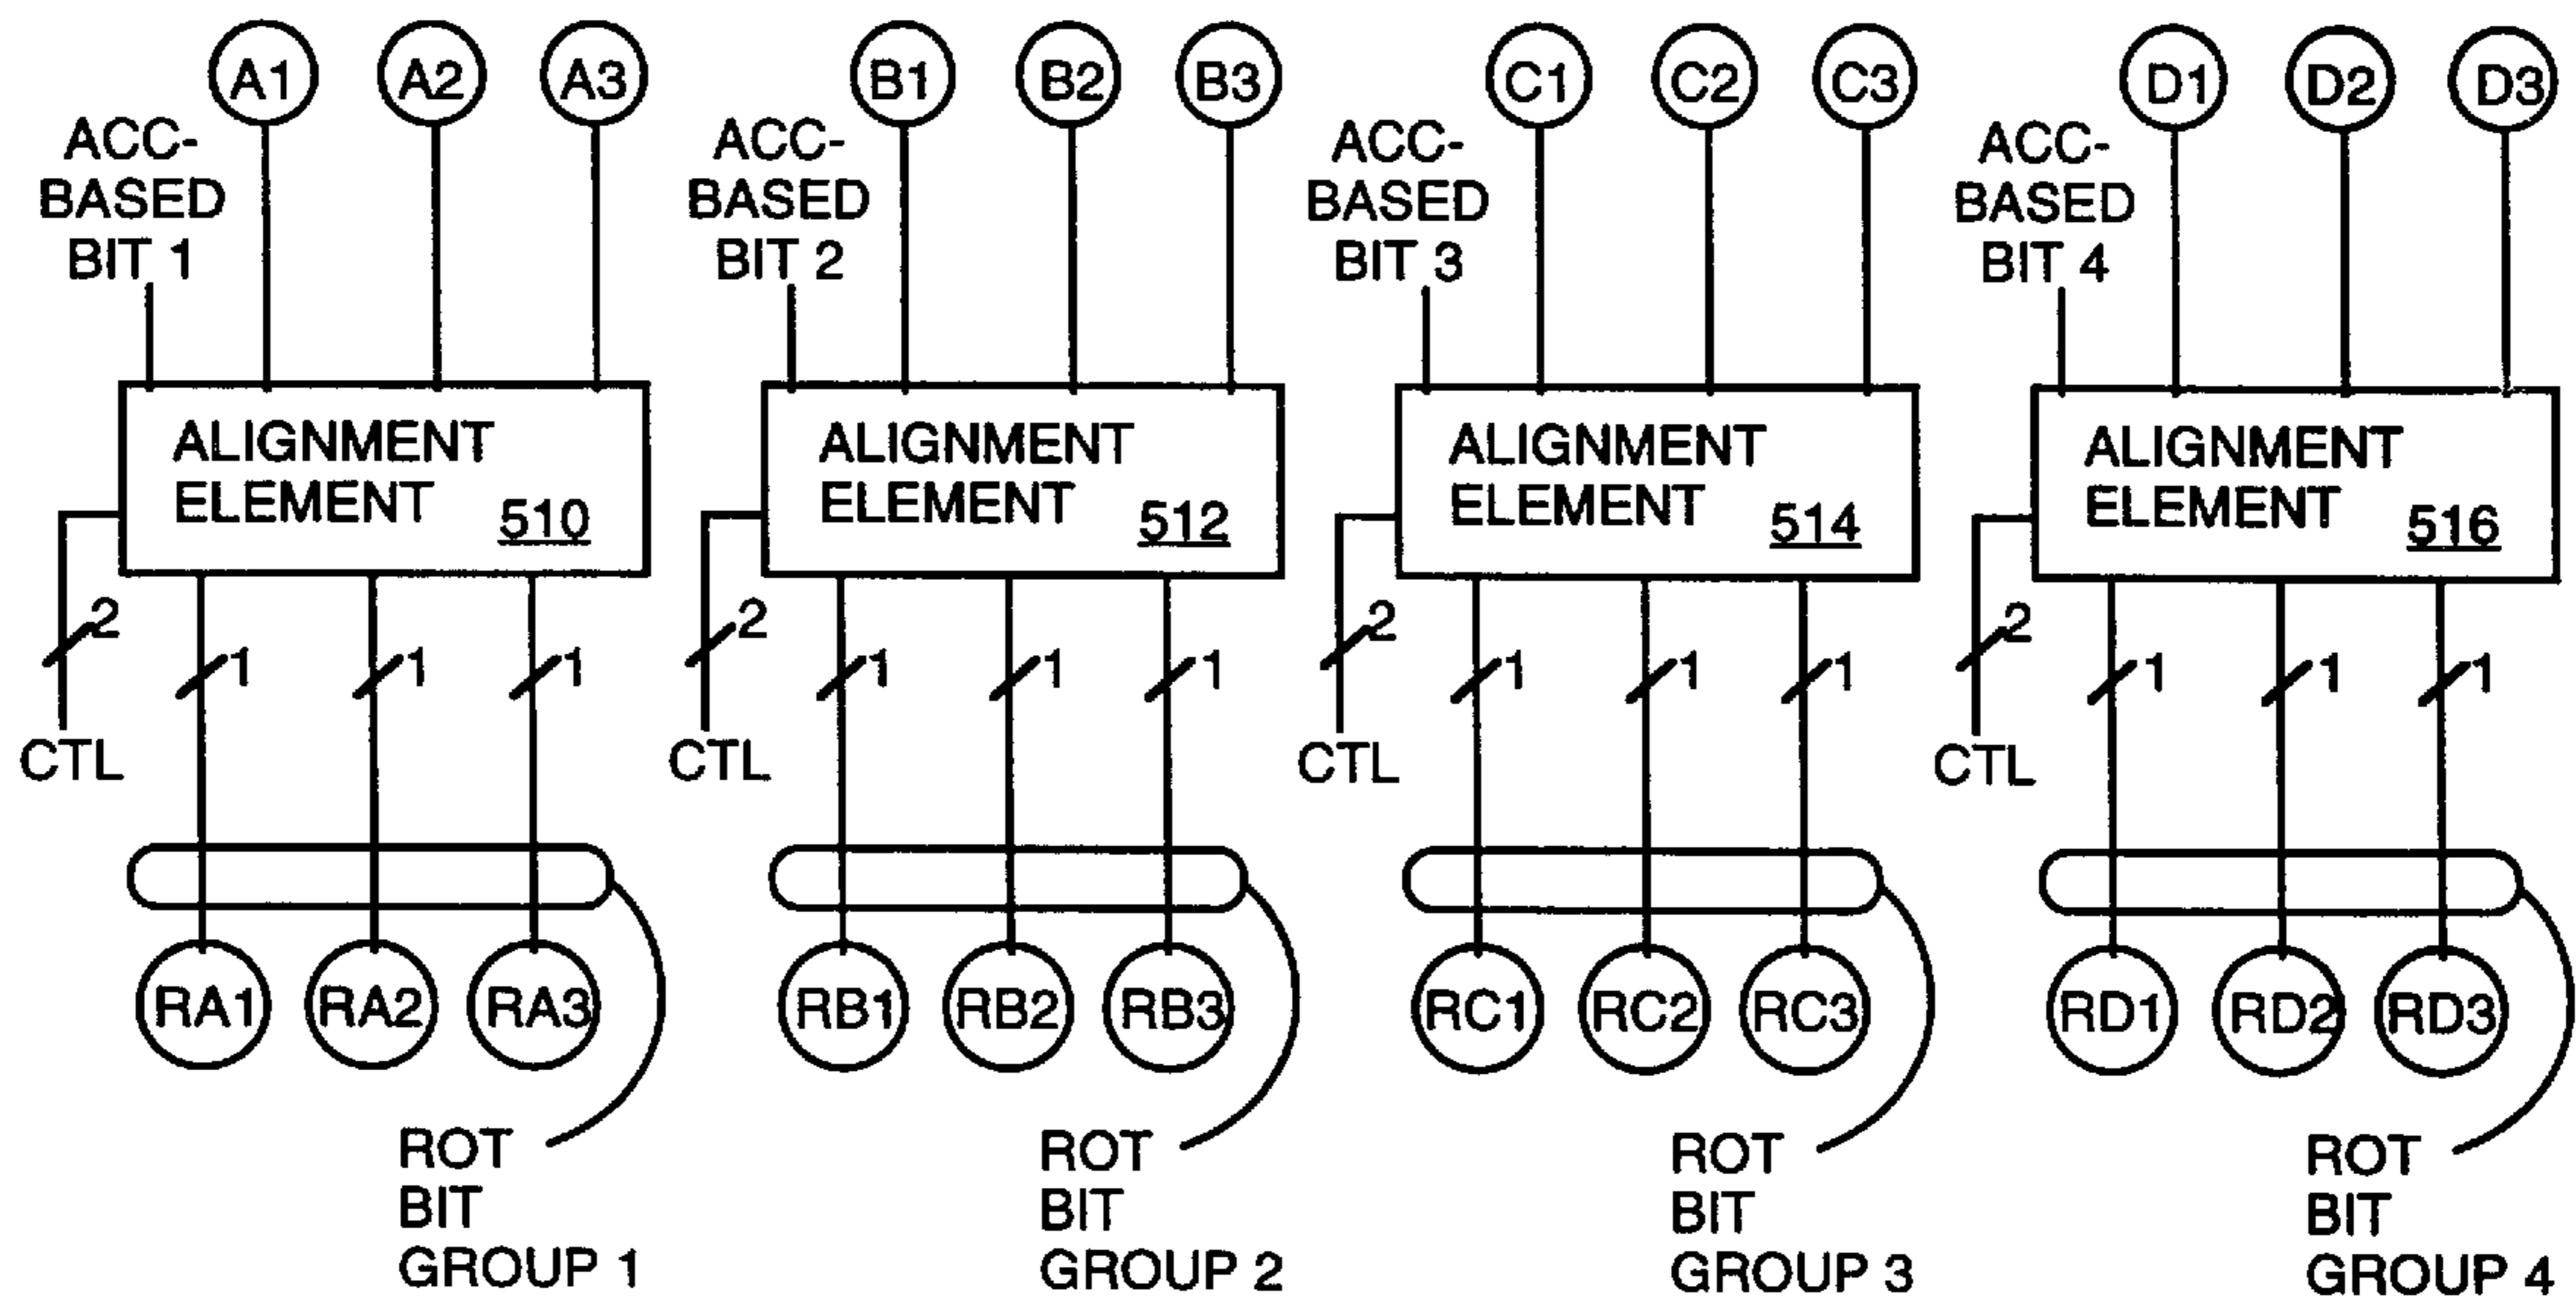 A1 A2 A3 B1 B2 B3 C1 C2 C3 D1 D2 D3
ACC-
BASED
BIT 1
ACC-
BASED
BIT 2
ACC-
BASED
BIT 3
ACC-
BASED
BIT 4
ALIGNMENT
ELEMENT 510
ALIGNMENT
ELEMENT 512
ALIGNMENT
ELEMENT 514
ALIGNMENT
ELEMENT 516
2 1 1 1
CTL
2 1 1 1
CTL
2 1 1 1
CTL
2 1 1 1
CTL
RA1 RA2 RA3 RB1 RB2 RB3 RC1 RC2 RC3 RD1 RD2 RD3
ROT
BIT
GROUP 1
ROT
BIT
GROUP 2
ROT
BIT
GROUP 3
ROT
BIT
GROUP 4